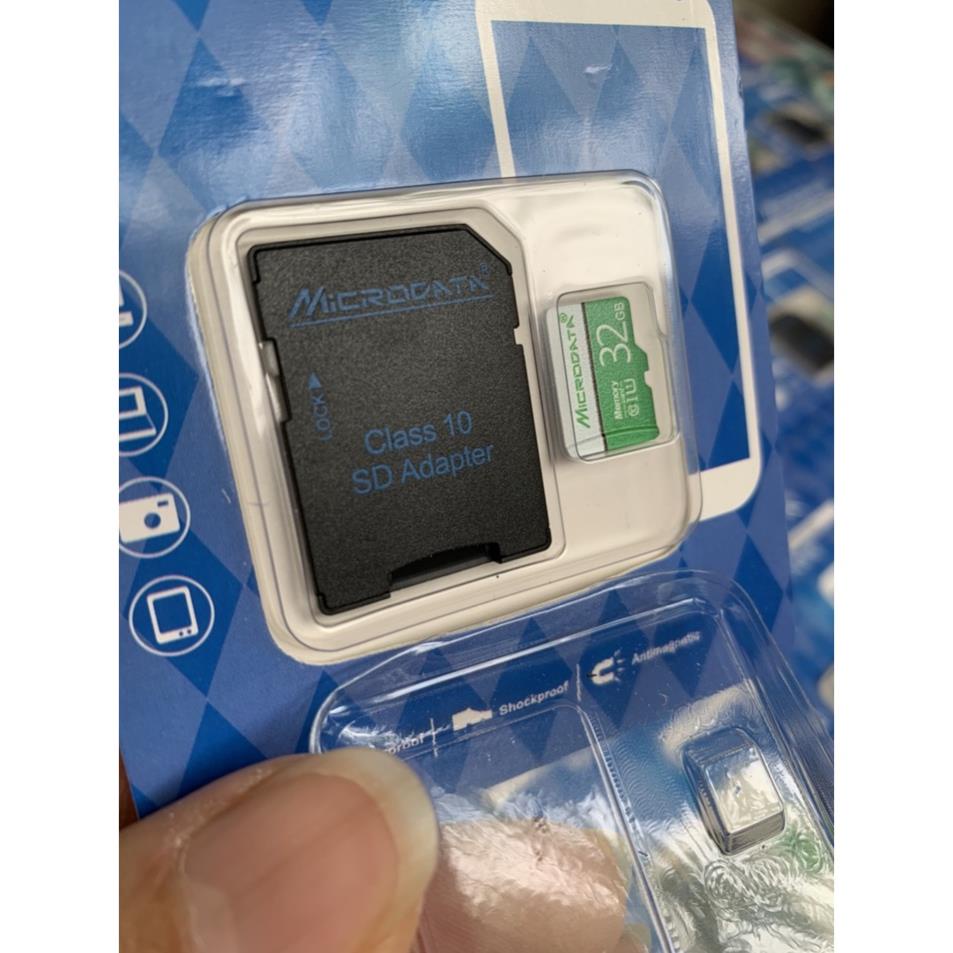 MICRODATA®
LOCK
Class 10
SD Adapter
MICRODATA®
32GB
Memory
Shockproof
Antimagnetic